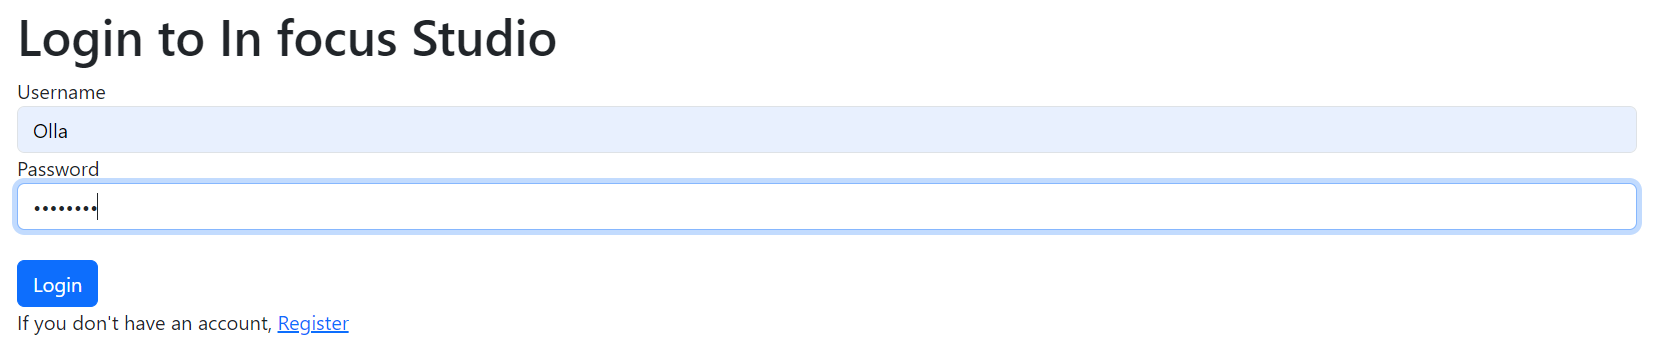 Login to In focus Studio
Username
Olla
Password
••••••••
Login
If you don't have an account, Register